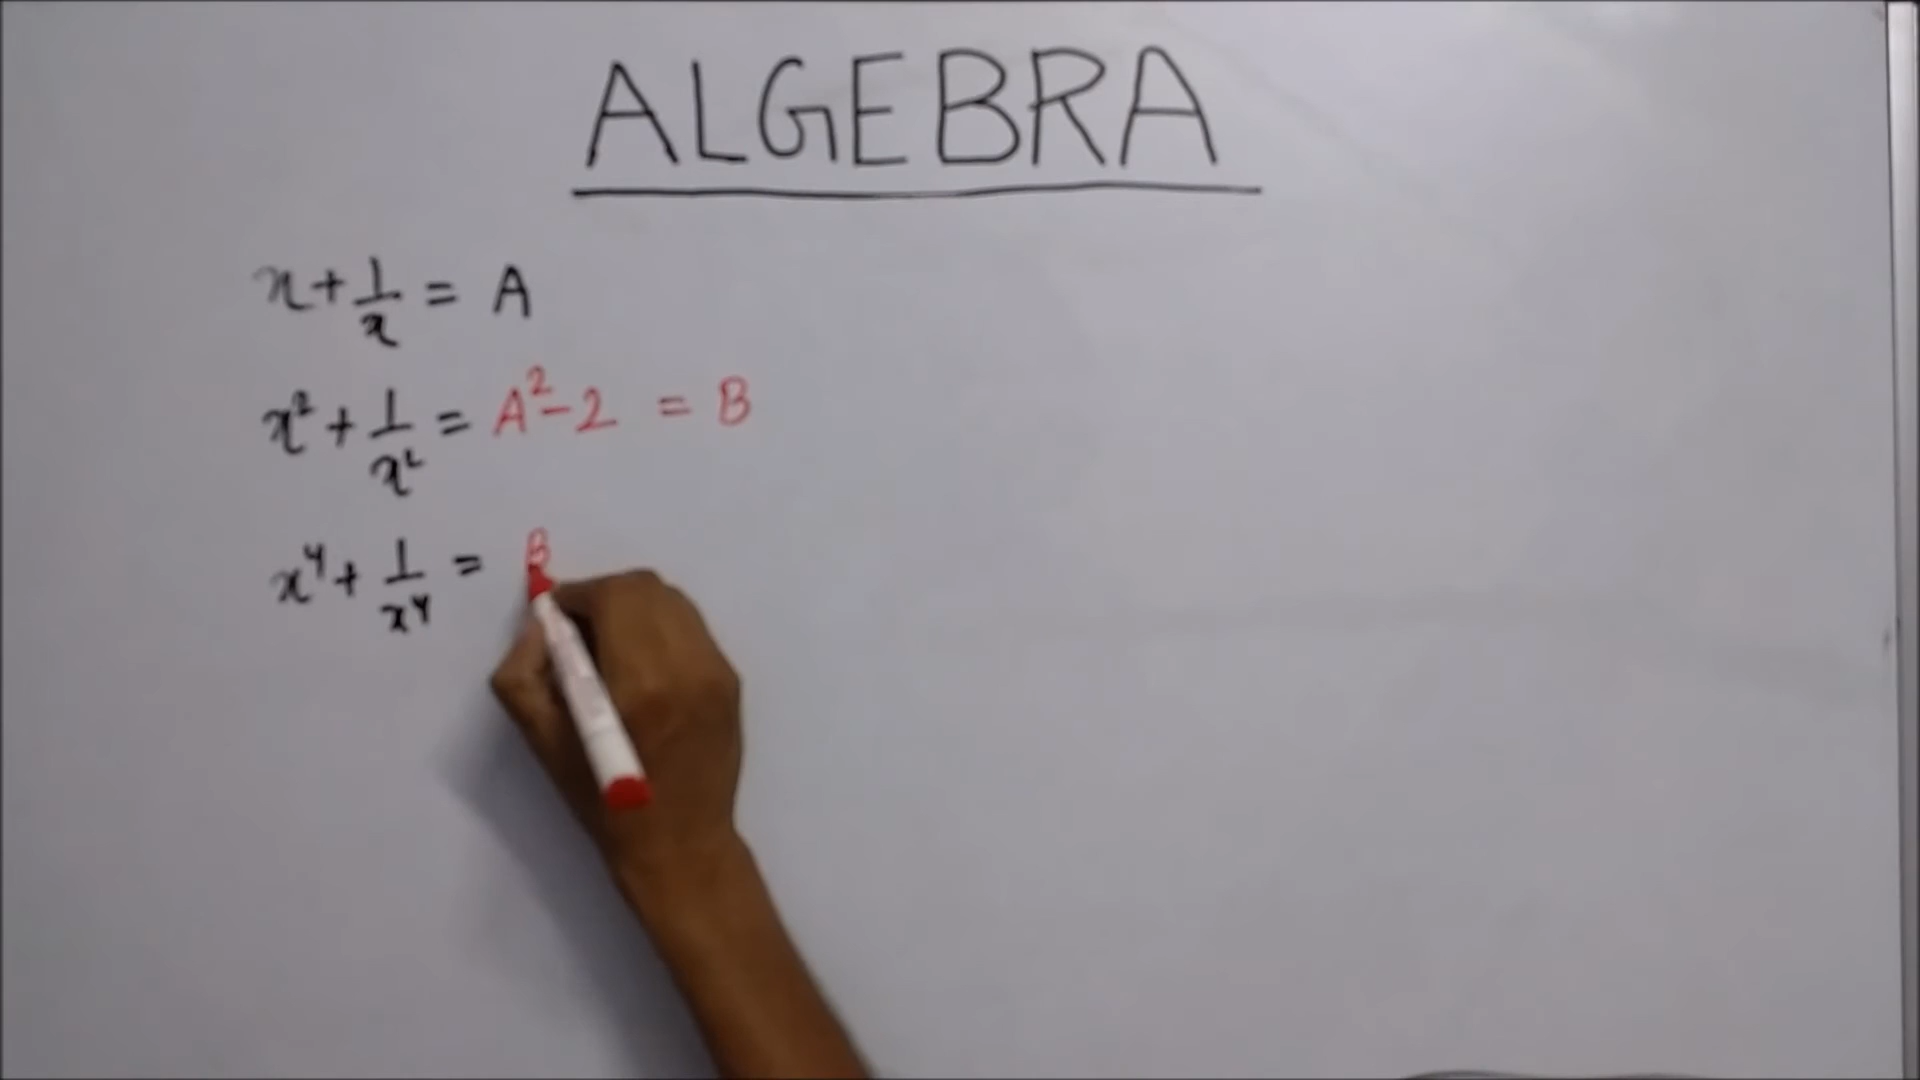 ALGEBRA
x + 1/x = A
x² + 1/x² = A² - 2 = B
x⁴ + 1/x⁴ = B